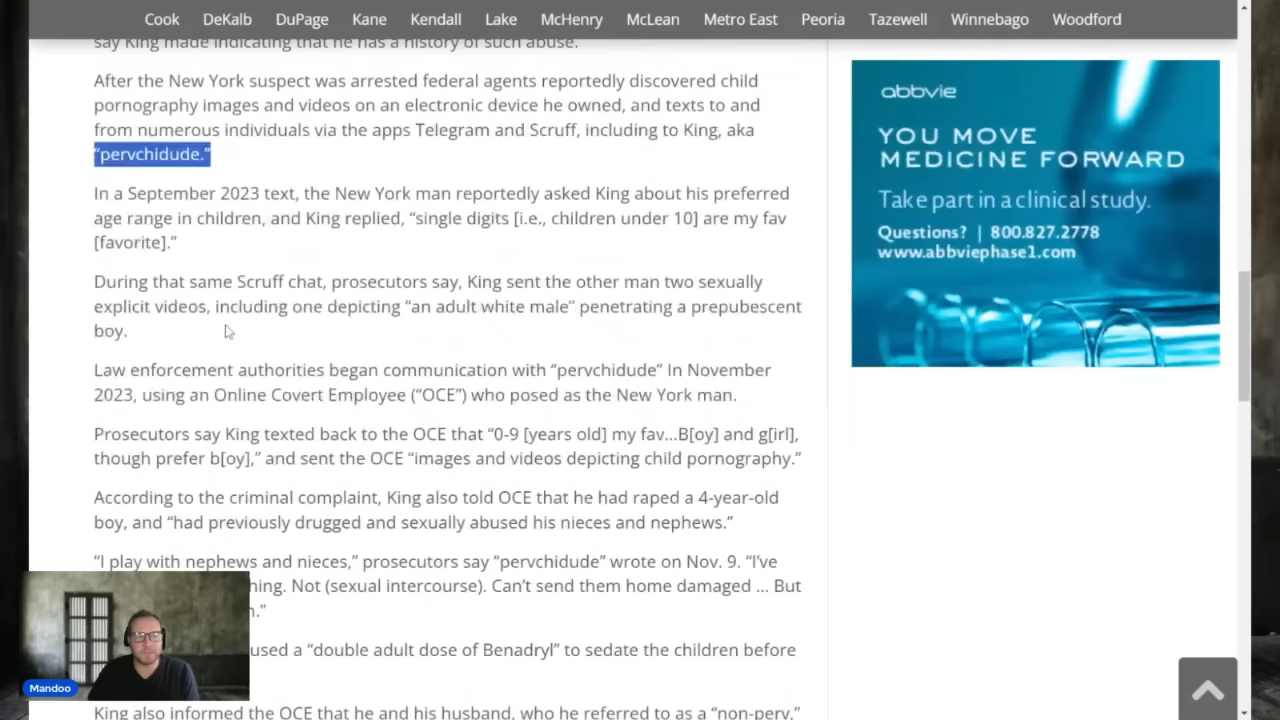 Cook DeKalb DuPage Kane Kendall Lake McHenry McLean Metro East Peoria Tazewell Winnebago Woodford
say King made indicating that he has a history of such abuse.
After the New York suspect was arrested federal agents reportedly discovered child
pornography images and videos on an electronic device he owned, and texts to and
from numerous individuals via the apps Telegram and Scruff, including to King, aka
“pervchidude.”
In a September 2023 text, the New York man reportedly asked King about his preferred
age range in children, and King replied, “single digits [i.e., children under 10] are my fav
[favorite].”
During that same Scruff chat, prosecutors say, King sent the other man two sexually
explicit videos, including one depicting “an adult white male” penetrating a prepubescent
boy.
Law enforcement authorities began communication with “pervchidude” In November
2023, using an Online Covert Employee (“OCE”) who posed as the New York man.
Prosecutors say King texted back to the OCE that “0-9 [years old] my fav...B[oy] and g[irl],
though prefer b[oy],” and sent the OCE “images and videos depicting child pornography.”
According to the criminal complaint, King also told OCE that he had raped a 4-year-old
boy, and “had previously drugged and sexually abused his nieces and nephews.”
“I play with nephews and nieces,” prosecutors say “pervchidude” wrote on Nov. 9. “I’ve
hing. Not (sexual intercourse). Can’t send them home damaged ... But
used a “double adult dose of Benadryl” to sedate the children before
King also informed the OCE that he and his husband, who he referred to as a “non-perv,”
abbvie
YOU MOVE
MEDICINE FORWARD
Take part in a clinical study.
Questions? | 800.827.2778
www.abbviephase1.com
Mandoo